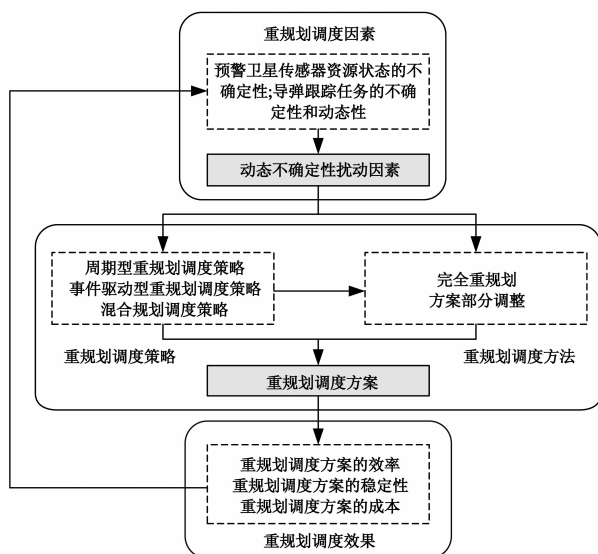 重规划调度因素
预警卫星传感器资源状态的不
确定性;导弹跟踪任务的不确
定性和动态性
动态不确定性扰动因素
周期型重规划调度策略
事件驱动型重规划调度策略
混合规划调度策略
完全重规划
方案部分调整
重规划调度策略
重规划调度方法
重规划调度方案
重规划调度方案的效率
重规划调度方案的稳定性
重规划调度方案的成本
重规划调度效果